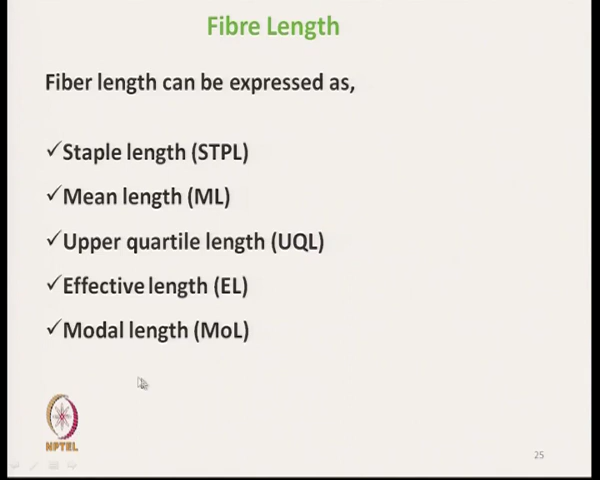 Fibre Length
Fiber length can be expressed as,
✓Staple length (STPL)
✓Mean length (ML)
✓Upper quartile length (UQL)
✓Effective length (EL)
✓Modal length (MoL)
NPTEL
25